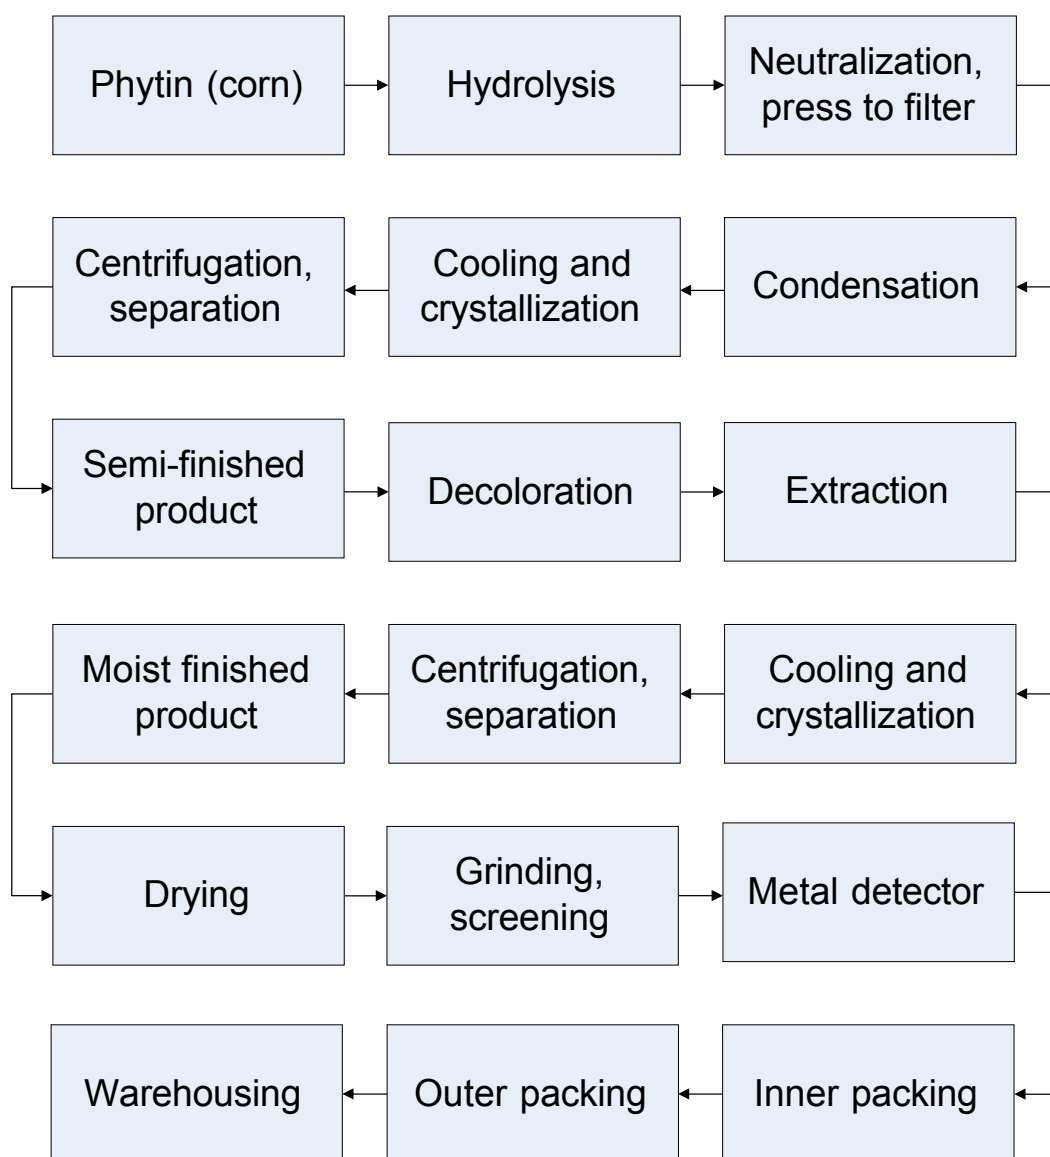 Phytin (corn)
Hydrolysis
Neutralization,
press to filter
Condensation
Cooling and
crystallization
Centrifugation,
separation
Semi-finished
product
Decoloration
Extraction
Cooling and
crystallization
Centrifugation,
separation
Moist finished
product
Drying
Grinding,
screening
Metal detector
Inner packing
Outer packing
Warehousing